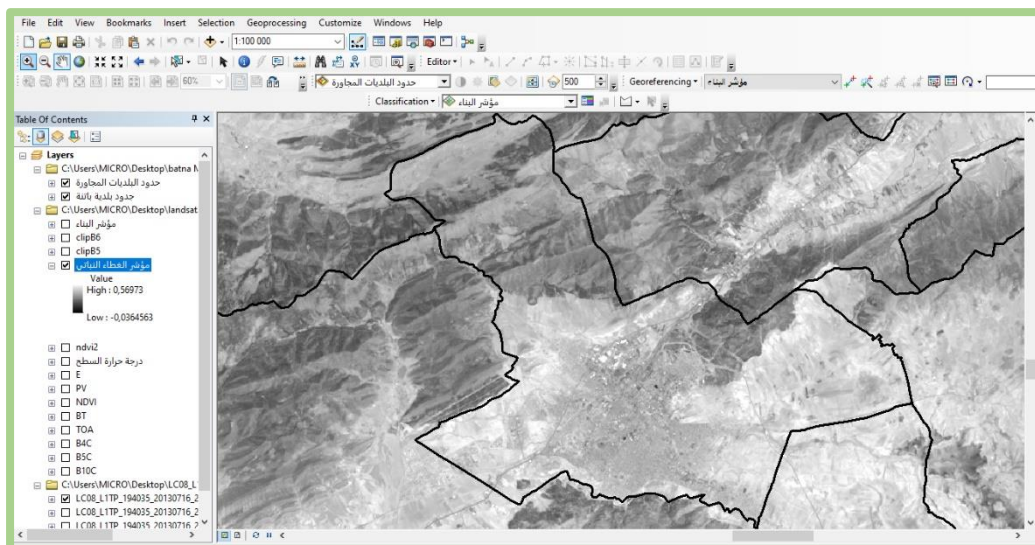 File Edit View Bookmarks Insert Selection Geoprocessing Customize Windows Help
1:100 000
Editor
60% حدود البلديات المجاورة 500 Georeferencing مؤشر البناء
Classification مؤشر البناء
Table Of Contents
Layers
C:\Users\MICRO\Desktop\batna M
حدود البلديات المجاورة
حدود بلدية باتنة
C:\Users\MICRO\Desktop\landsat
مؤشر البناء
clipB6
clipB5
مؤشر الغطاء النباتي
Value
High : 0,56973
Low : -0,0364563
ndvi2
درجة حرارة السطح
E
PV
NDVI
BT
TOA
B4C
B5C
B10C
C:\Users\MICRO\Desktop\LC08_L1
LC08_L1TP_194035_20130716_2
LC08_L1TP_194035_20130716_2
LC08_L1TP_194035_20130716_2